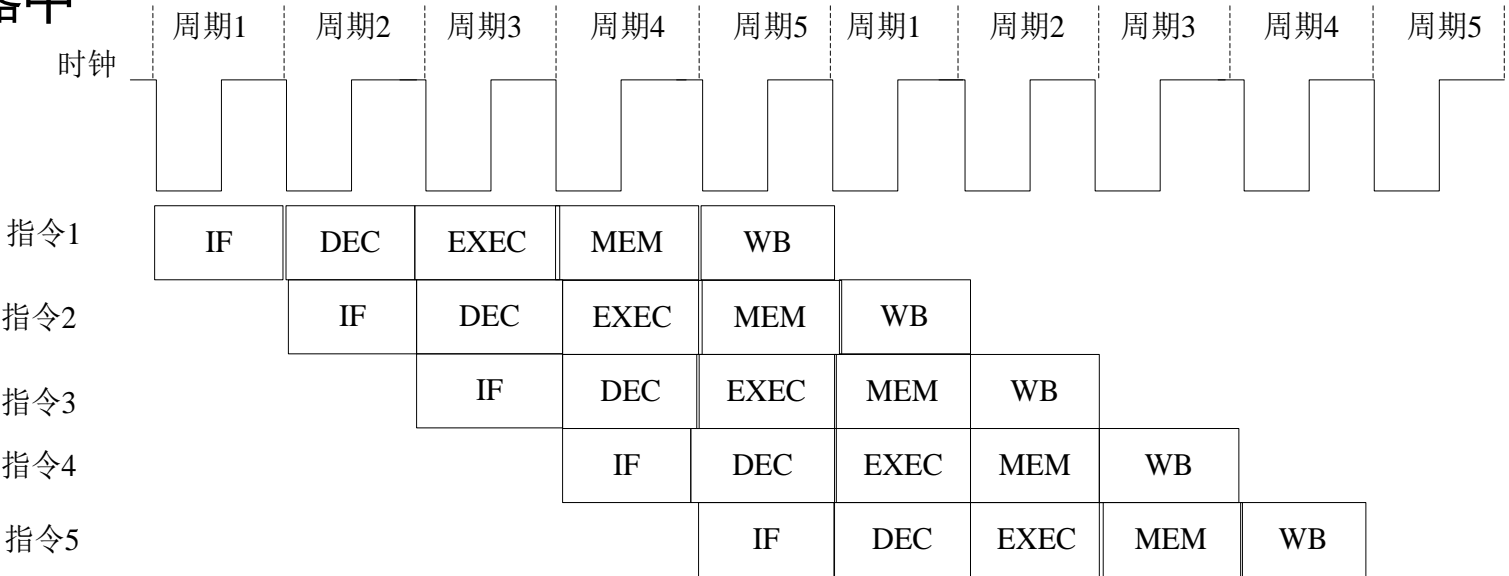 器中
周期1 周期2 周期3 周期4 周期5 周期1 周期2 周期3 周期4 周期5
时钟
指令1 IF DEC EXEC MEM WB
指令2 IF DEC EXEC MEM WB
指令3 IF DEC EXEC MEM WB
指令4 IF DEC EXEC MEM WB
指令5 IF DEC EXEC MEM WB